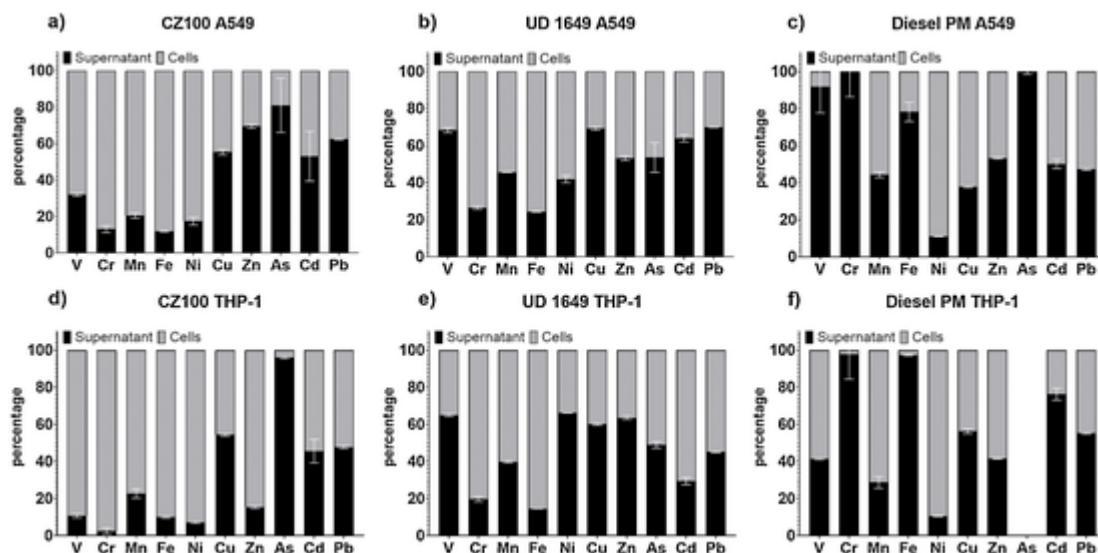 a) CZ100 A549
Supernatant Cells
percentage
100
80
60
40
20
0
V Cr Mn Fe Ni Cu Zn As Cd Pb
b) UD 1649 A549
Supernatant Cells
percentage
100
80
60
40
20
0
V Cr Mn Fe Ni Cu Zn As Cd Pb
c) Diesel PM A549
Supernatant Cells
percentage
100
80
60
40
20
0
V Cr Mn Fe Ni Cu Zn As Cd Pb
d) CZ100 THP-1
Supernatant Cells
percentage
100
80
60
40
20
0
V Cr Mn Fe Ni Cu Zn As Cd Pb
e) UD 1649 THP-1
Supernatant Cells
percentage
100
80
60
40
20
0
V Cr Mn Fe Ni Cu Zn As Cd Pb
f) Diesel PM THP-1
Supernatant Cells
percentage
100
80
60
40
20
0
V Cr Mn Fe Ni Cu Zn As Cd Pb